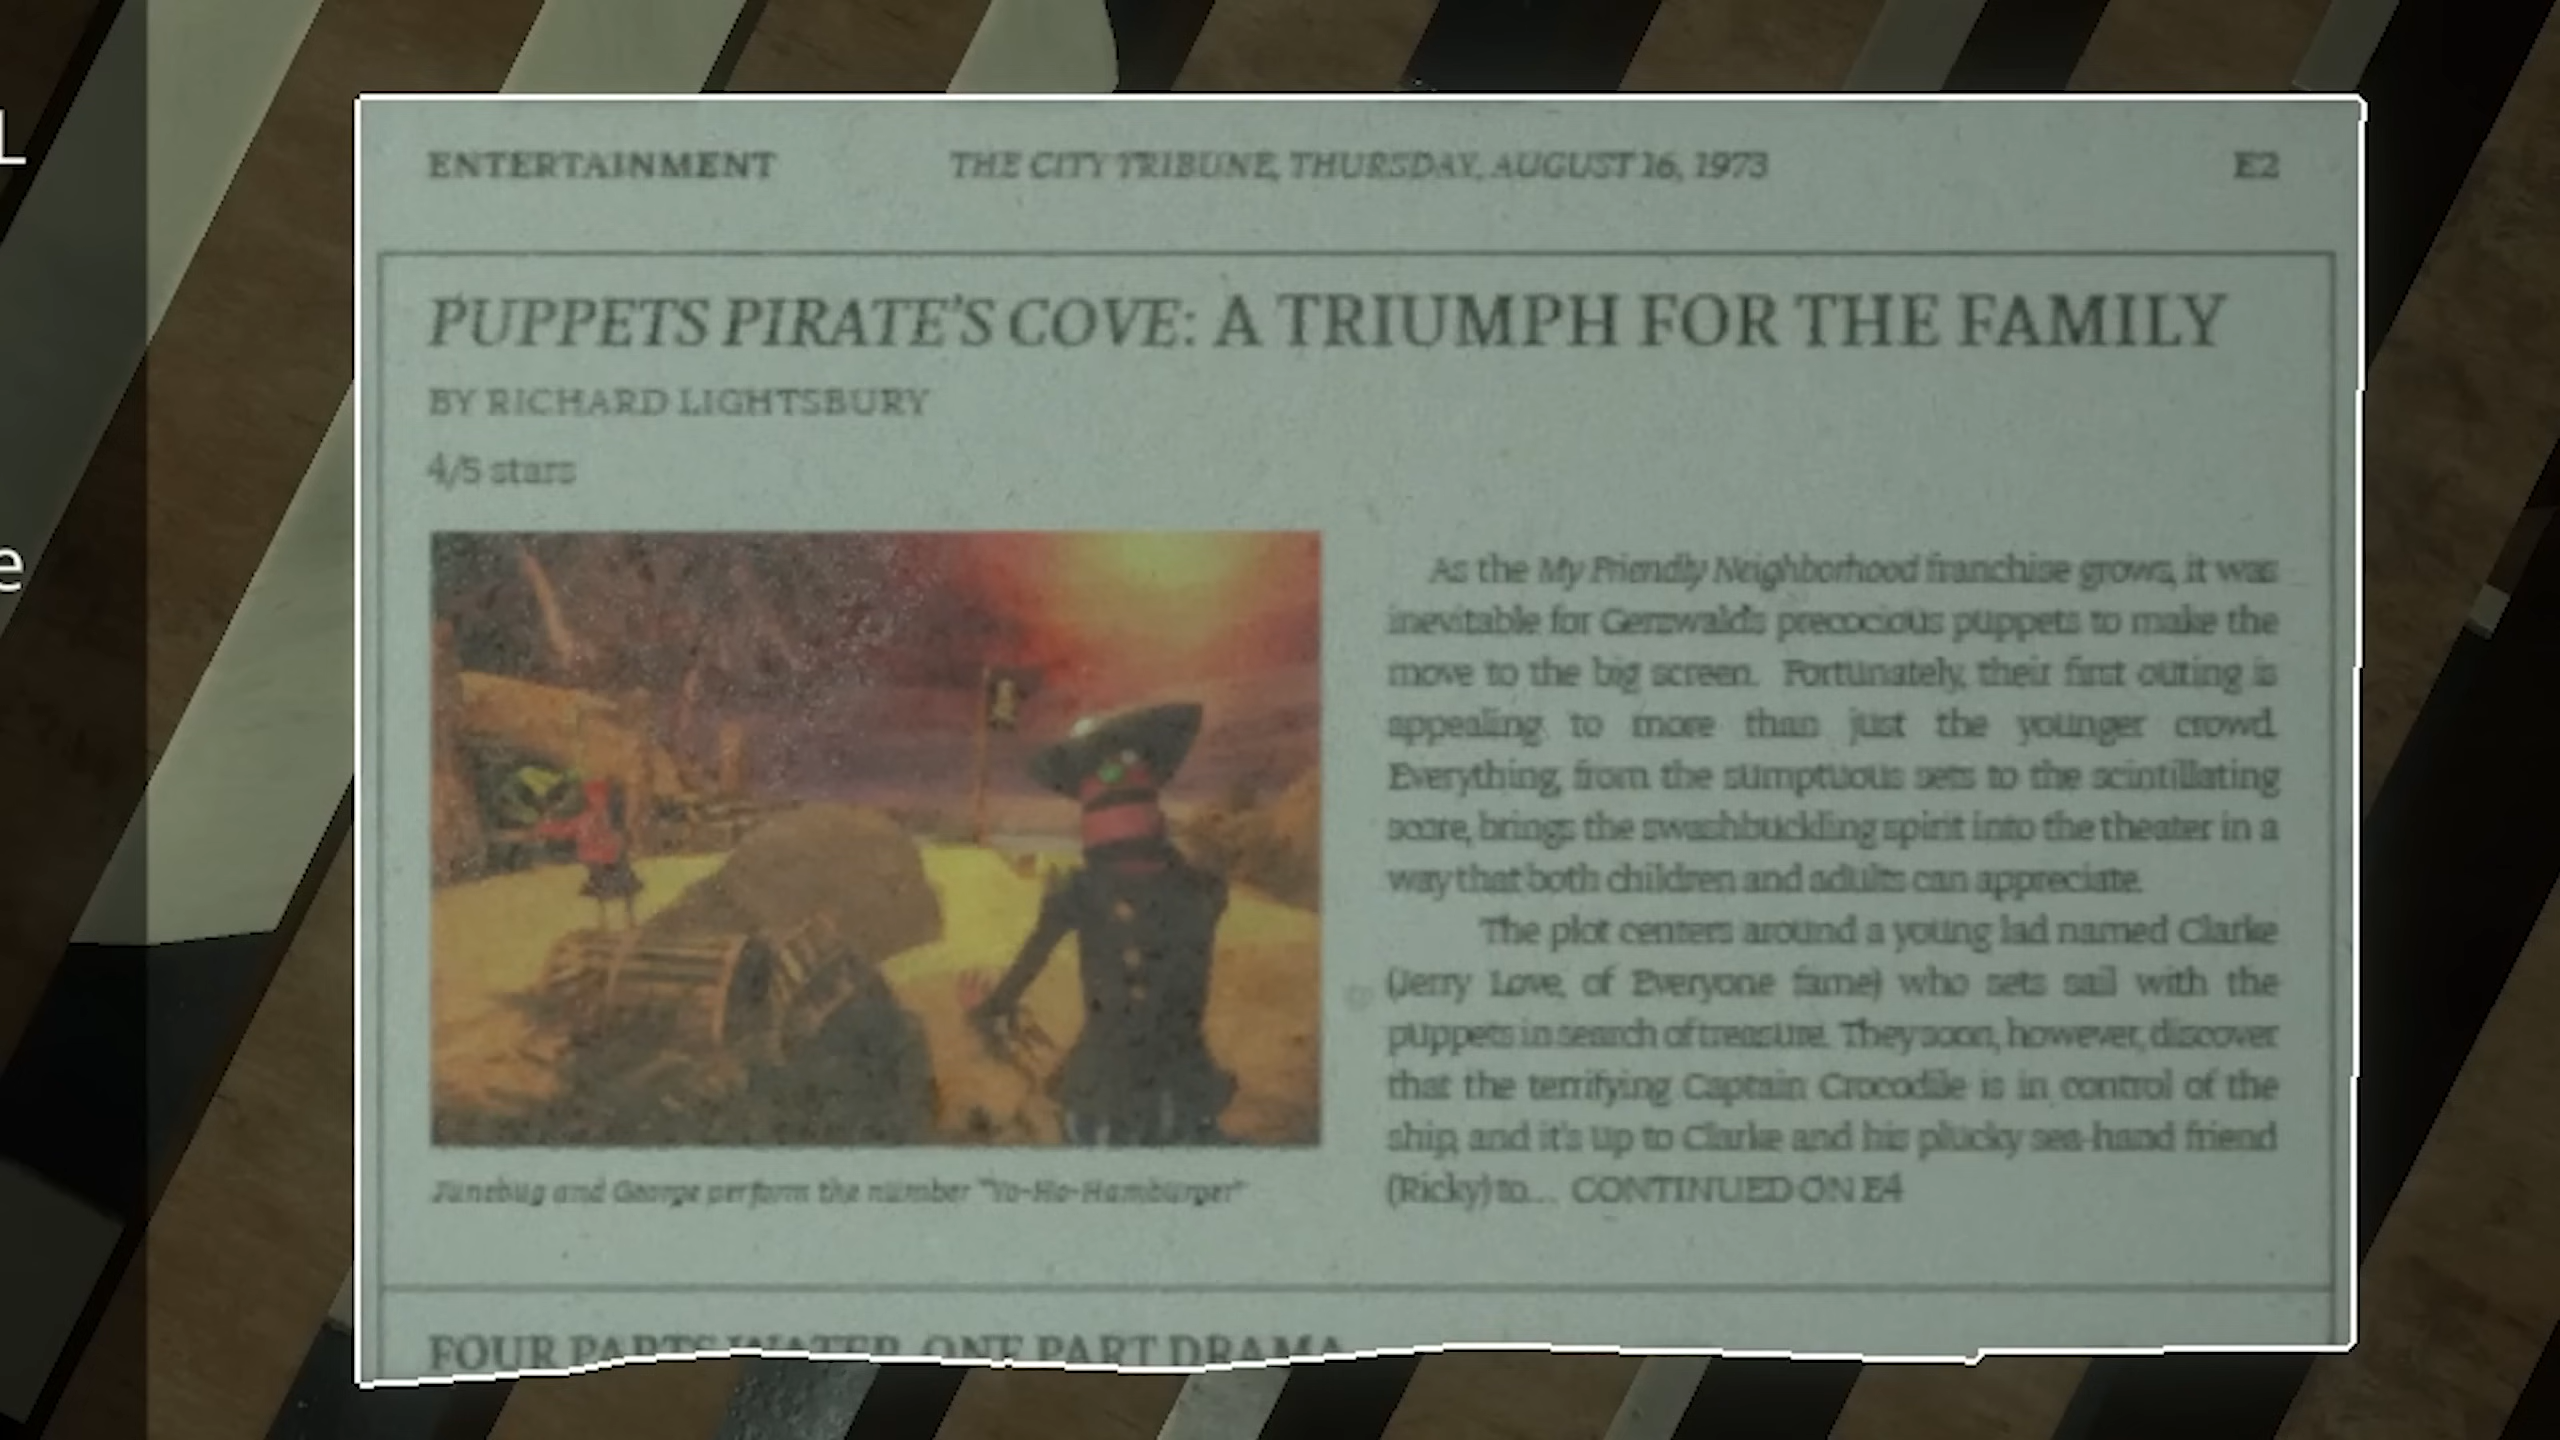 L
e
ENTERTAINMENT THE CITY TRIBUNE, THURSDAY, AUGUST 16, 1973 E2
PUPPETS PIRATE'S COVE: A TRIUMPH FOR THE FAMILY
BY RICHARD LIGHTSBURY
4/5 stars
As the My Friendly Neighborhood franchise grows, it was
inevitable for Gernwald's precocious puppets to make the
move to the big screen. Fortunately, their first outing is
appealing to more than just the younger crowd.
Everything, from the sumptuous sets to the scintillating
score, brings the swashbuckling spirit into the theater in a
way that both children and adults can appreciate.
The plot centers around a young lad named Clarke
(Jerry Love, of Everyone fame) who sets sail with the
puppets in search of treasure. They soon, however, discover
that the terrifying Captain Crocodile is in control of the
ship, and it's up to Clarke and his plucky sea-hand friend
(Ricky) to... CONTINUED ON E4
Junebug and George perform the number "Yo-Ho-Hamburger"
FOUR PARTS WATER, ONE PART DRAMA